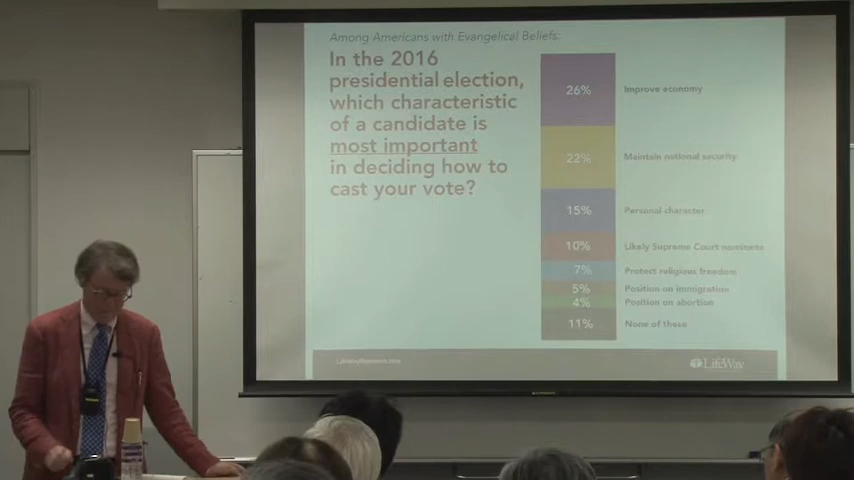 Among Americans with Evangelical Beliefs:
In the 2016
presidential election,
which characteristic
of a candidate is
most important
in deciding how to
cast your vote?
26% Improve economy
22% Maintain national security
15% Personal character
10% Likely Supreme Court nominees
7% Protect religious freedom
5% Position on immigration
4% Position on abortion
11% None of these
LifeWay